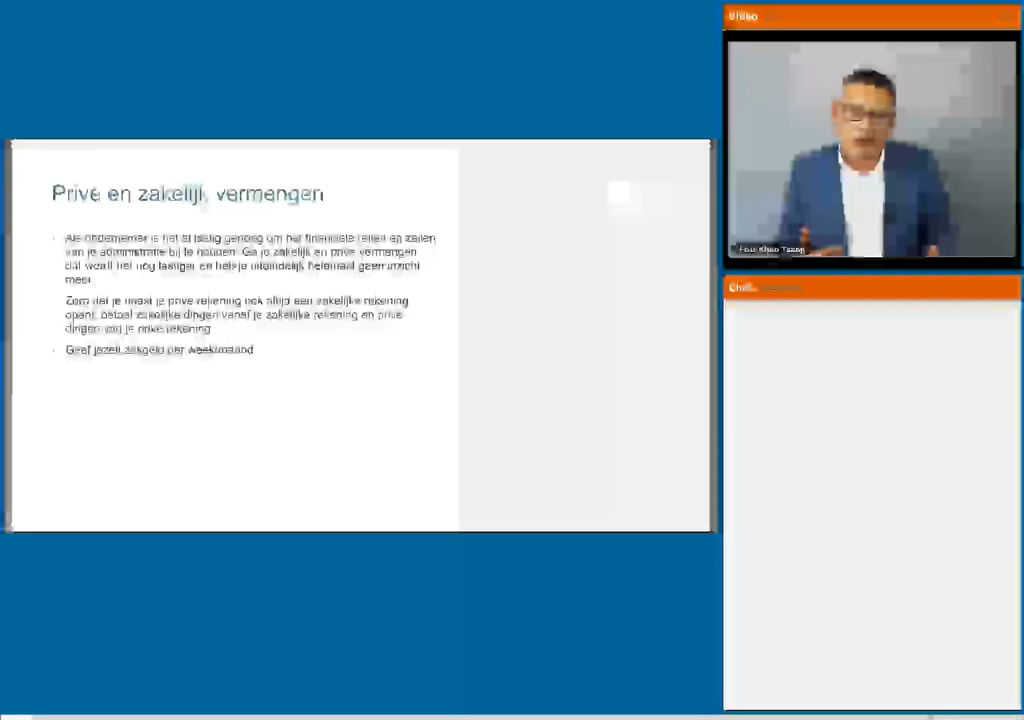 Video
Privé en zakelijk vermengen
Als ondernemer is het al lastig genoeg om het financiële reilen en zeilen
van je administratie bij te houden. Ga je zakelijk en privé vermengen
dat wordt het nog lastiger en heb je uiteindelijk helemaal geen inzicht
meer
Zorg dat je naast je privé rekening ook altijd een zakelijke rekening
opent, betaal zakelijke dingen vanaf je zakelijke rekening en privé
dingen van je privé rekening
Geef jezelf zakgeld per week/maand
Tsang